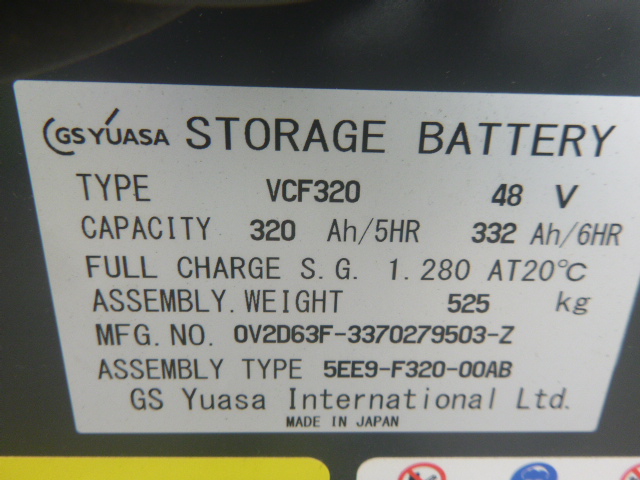 GS YUASA STORAGE BATTERY
TYPE VCF320 48 V
CAPACITY 320 Ah/5HR 332 Ah/6HR
FULL CHARGE S.G. 1.280 AT20°C
ASSEMBLY.WEIGHT 525 kg
MFG.NO. 0V2D63F-3370279503-Z
ASSEMBLY TYPE 5EE9-F320-00AB
GS Yuasa International Ltd.
MADE IN JAPAN